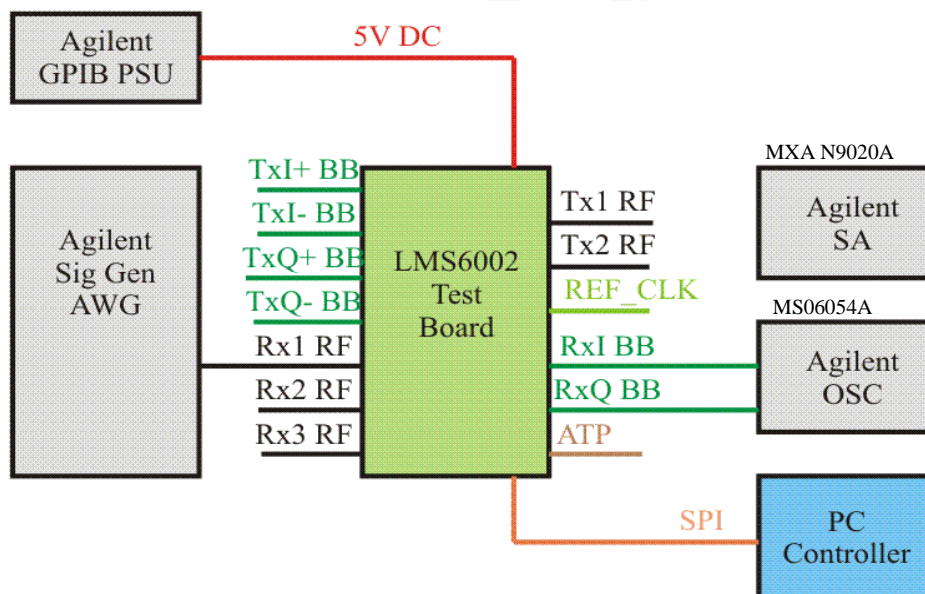 Agilent
GPIB PSU
5V DC
MXA N9020A
Agilent
SA
MS06054A
Agilent
OSC
Agilent
Sig Gen
AWG
TxI+ BB
TxI- BB
TxQ+ BB
TxQ- BB
Rx1 RF
Rx2 RF
Rx3 RF
LMS6002
Test
Board
Tx1 RF
Tx2 RF
REF_CLK
RxI BB
RxQ BB
ATP
SPI
PC
Controller